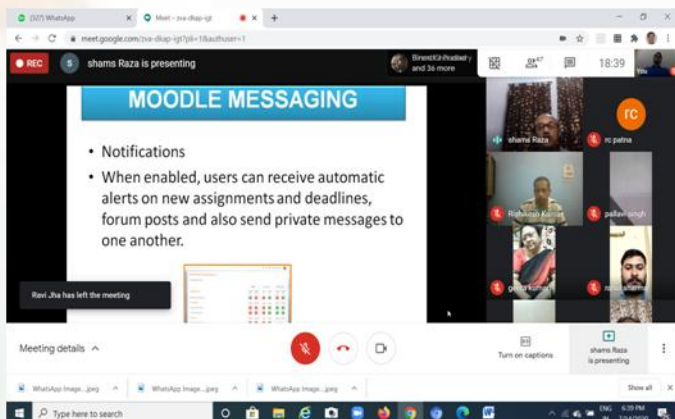 (327) WhatsApp
Meet - zva-dkap-igt
meet.google.com/zva-dkap-igt?pli=1&authuser=1
REC
S
shams Raza is presenting
and 36 more
47
18:39
You
MOODLE MESSAGING
• Notifications
• When enabled, users can receive automatic
alerts on new assignments and deadlines,
forum posts and also send private messages to
one another.
shams Raza
rc
rc patna
pallavi singh
Ravi Jha has left the meeting
Meeting details
Turn on captions
shams Raza
is presenting
WhatsApp Image...jpeg
WhatsApp Image...jpeg
WhatsApp Image...jpeg
Show all
Type here to search
ENG
6:39 PM
IN